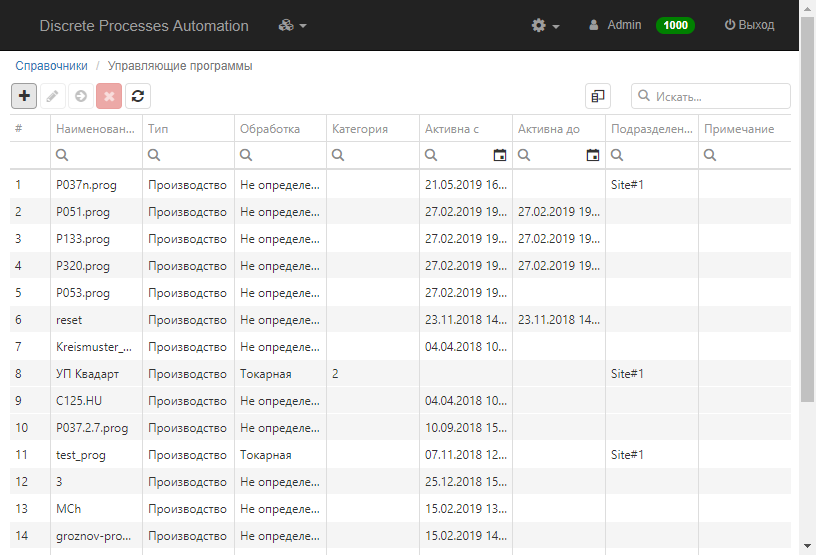 Discrete Processes Automation Admin 1000 Выход
Справочники / Управляющие программы
Искать...
# Наименован... Тип Обработка Категория Активна с Активна до Подразделен... Примечание
1 P037n.prog Производство Не определе... 21.05.2019 16... Site#1
2 P051.prog Производство Не определе... 27.02.2019 19... 27.02.2019 19...
3 P133.prog Производство Не определе... 27.02.2019 19... 27.02.2019 19...
4 P320.prog Производство Не определе... 27.02.2019 19... 27.02.2019 19...
5 P053.prog Производство Не определе... 27.02.2019 19...
6 reset Производство Не определе... 23.11.2018 14... 23.11.2018 14...
7 Kreismuster_... Производство Не определе... 04.04.2018 10...
8 УП Квадарт Производство Токарная 2 Site#1
9 C125.HU Производство Не определе... 04.04.2018 10...
10 P037.2.7.prog Производство Не определе... 10.09.2018 15...
11 test_prog Производство Токарная 07.11.2018 12... Site#1
12 3 Производство Не определе... 25.12.2018 15...
13 MCh Производство Не определе... 15.02.2019 13...
14 groznov-pro... Производство Не определе... 15.02.2019 14...